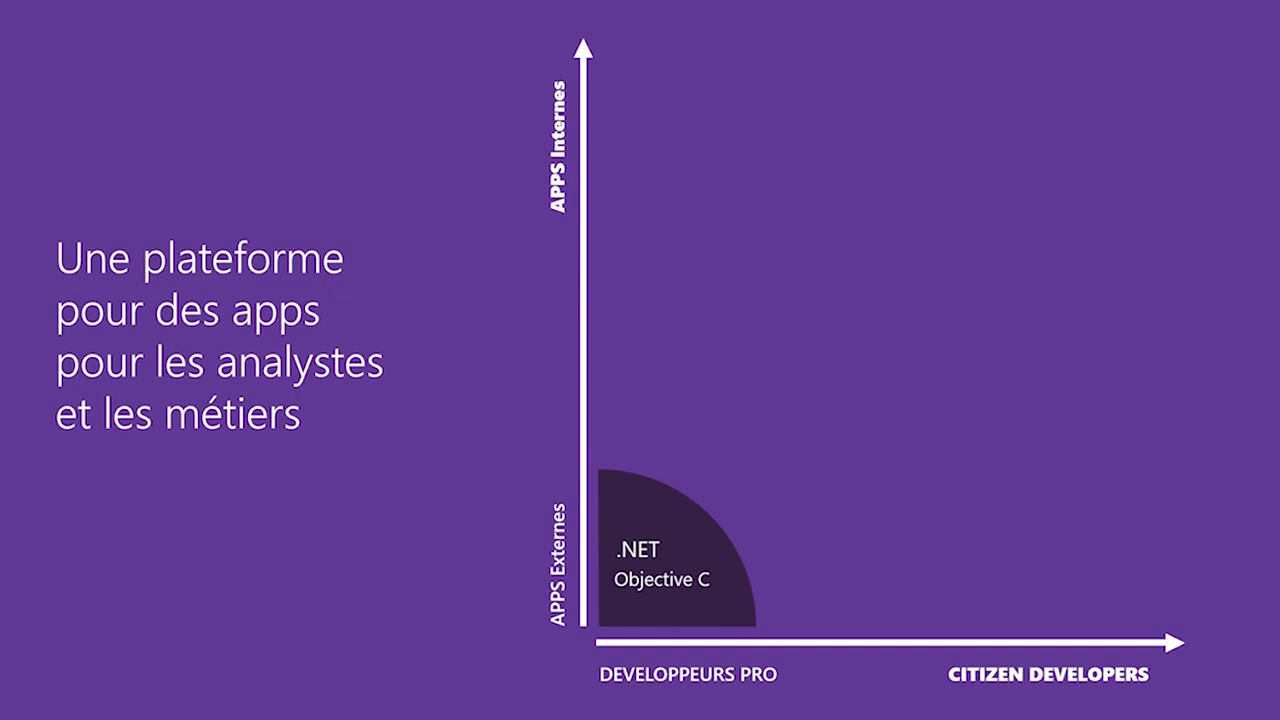 Une plateforme
pour des apps
pour les analystes
et les métiers
APPS Internes
APPS Externes
.NET
Objective C
DEVELOPPEURS PRO
CITIZEN DEVELOPERS